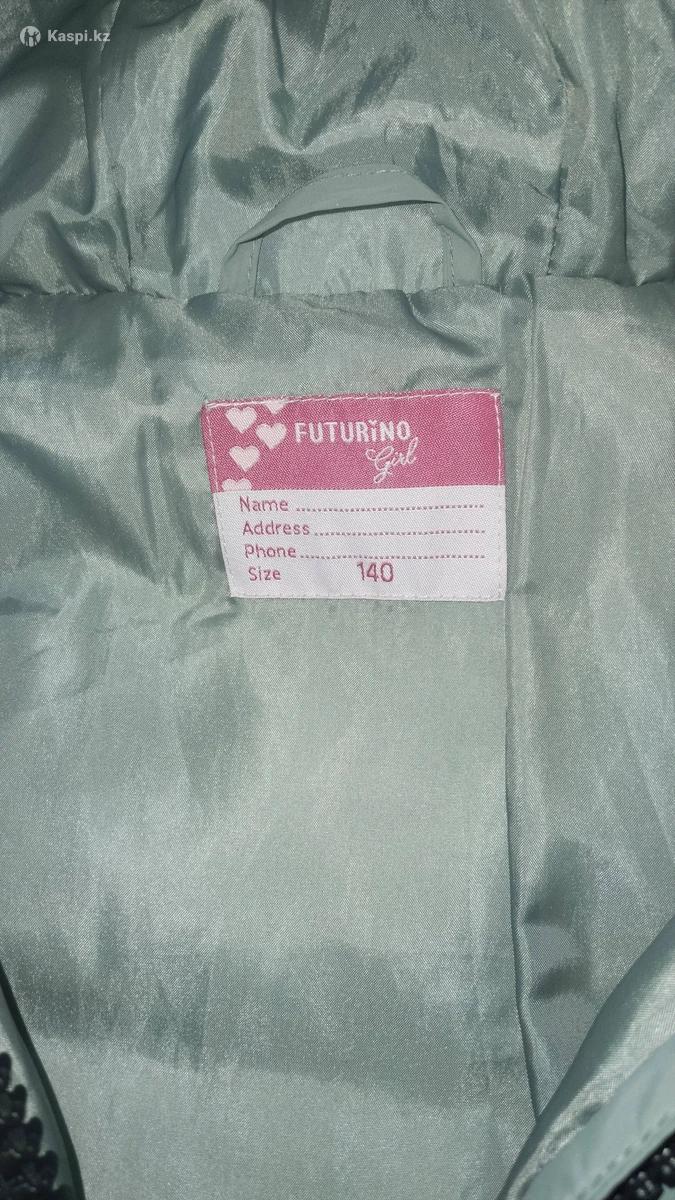 Kaspi.kz
FUTURiNO
Girl
Name ................................
Address ............................
Phone ...............................
Size 140